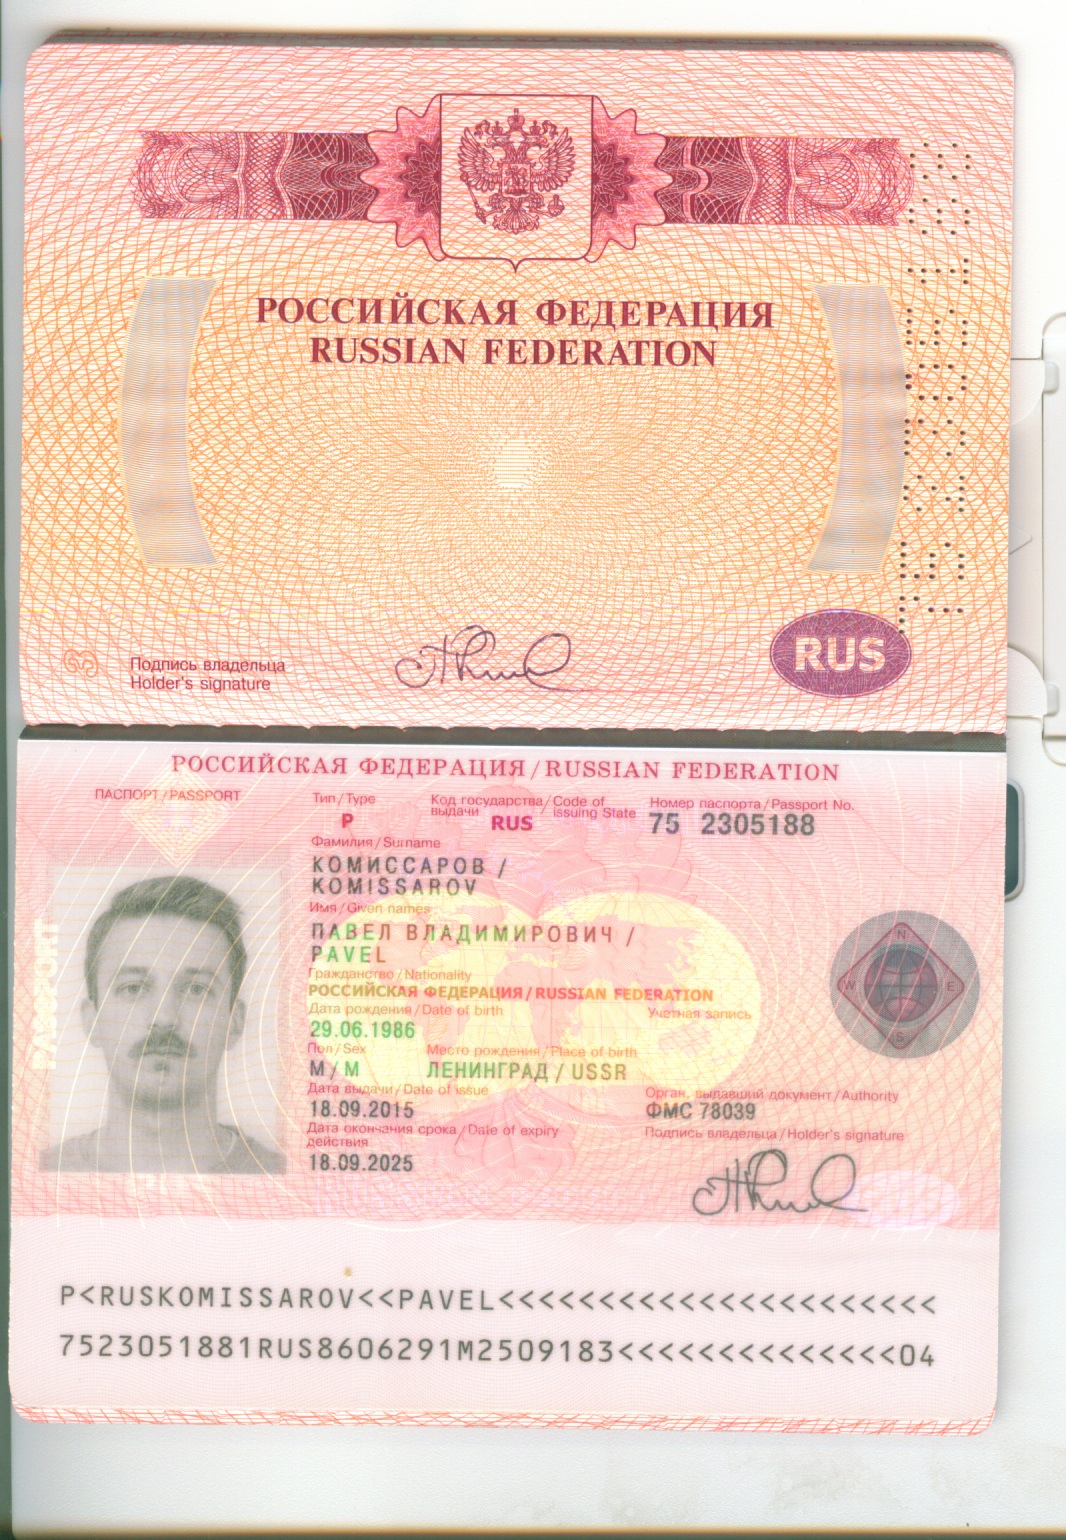 РОССИЙСКАЯ ФЕДЕРАЦИЯ
RUSSIAN FEDERATION
Подпись владельца
Holder's signature
RUS
РОССИЙСКАЯ ФЕДЕРАЦИЯ / RUSSIAN FEDERATION
ПАСПОРТ / PASSPORT
Тип / Type
Код государства / Code of
выдачи issuing State
Номер паспорта / Passport No.
P
RUS
75 2305188
Фамилия / Surname
КОМИССАРОВ /
KOMISSAROV
Имя / Given names
ПАВЕЛ ВЛАДИМИРОВИЧ /
PAVEL
Гражданство / Nationality
РОССИЙСКАЯ ФЕДЕРАЦИЯ / RUSSIAN FEDERATION
Дата рождения / Date of birth
Учетная запись
29.06.1986
Пол / Sex
Место рождения / Place of birth
М / M
ЛЕНИНГРАД / USSR
Дата выдачи / Date of issue
Орган, выдавший документ / Authority
18.09.2015
ФМС 78039
Дата окончания срока / Date of expiry
действия
Подпись владельца / Holder's signature
18.09.2025
PASSPORT
N
W
E
S
P<RUSKOMISSAROV<<PAVEL<<<<<<<<<<<<<<<<<<<<<<
7523051881RUS8606291M2509183<<<<<<<<<<<<<<04